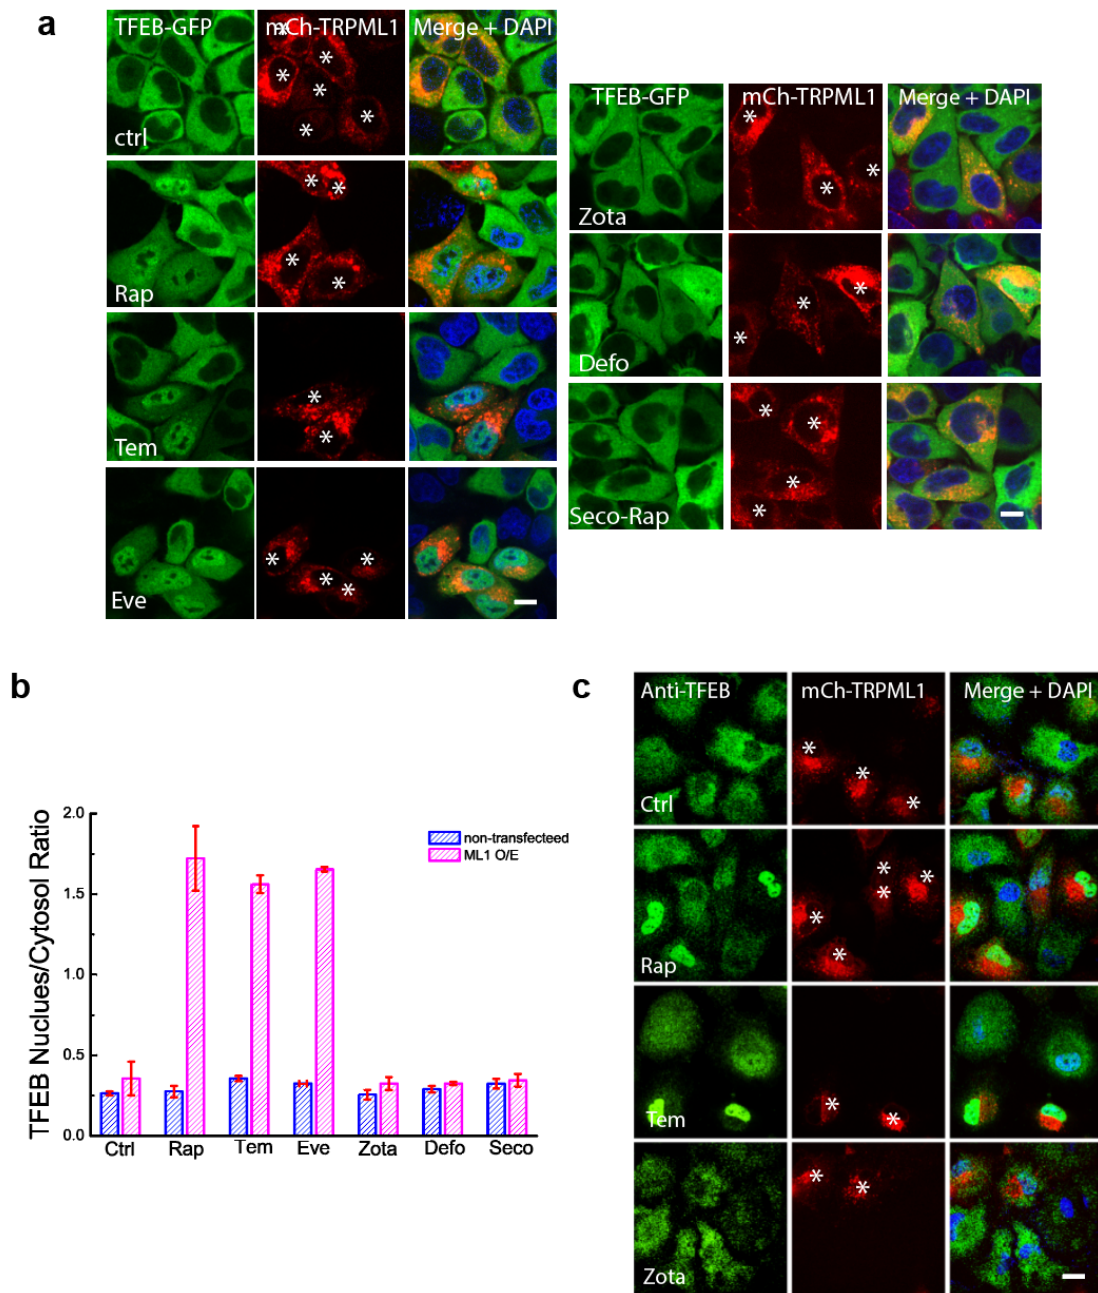 a
TFEB-GFP mCh-TRPML1 Merge + DAPI
ctrl
Rap
Tem
Eve
TFEB-GFP mCh-TRPML1 Merge + DAPI
Zota
Defo
Seco-Rap
b
TFEB Nuclues/Cytosol Ratio
2.0
1.5
1.0
0.5
0.0
non-transfecteed
ML1 O/E
Ctrl Rap Tem Eve Zota Defo Seco
c
Anti-TFEB mCh-TRPML1 Merge + DAPI
Ctrl
Rap
Tem
Zota